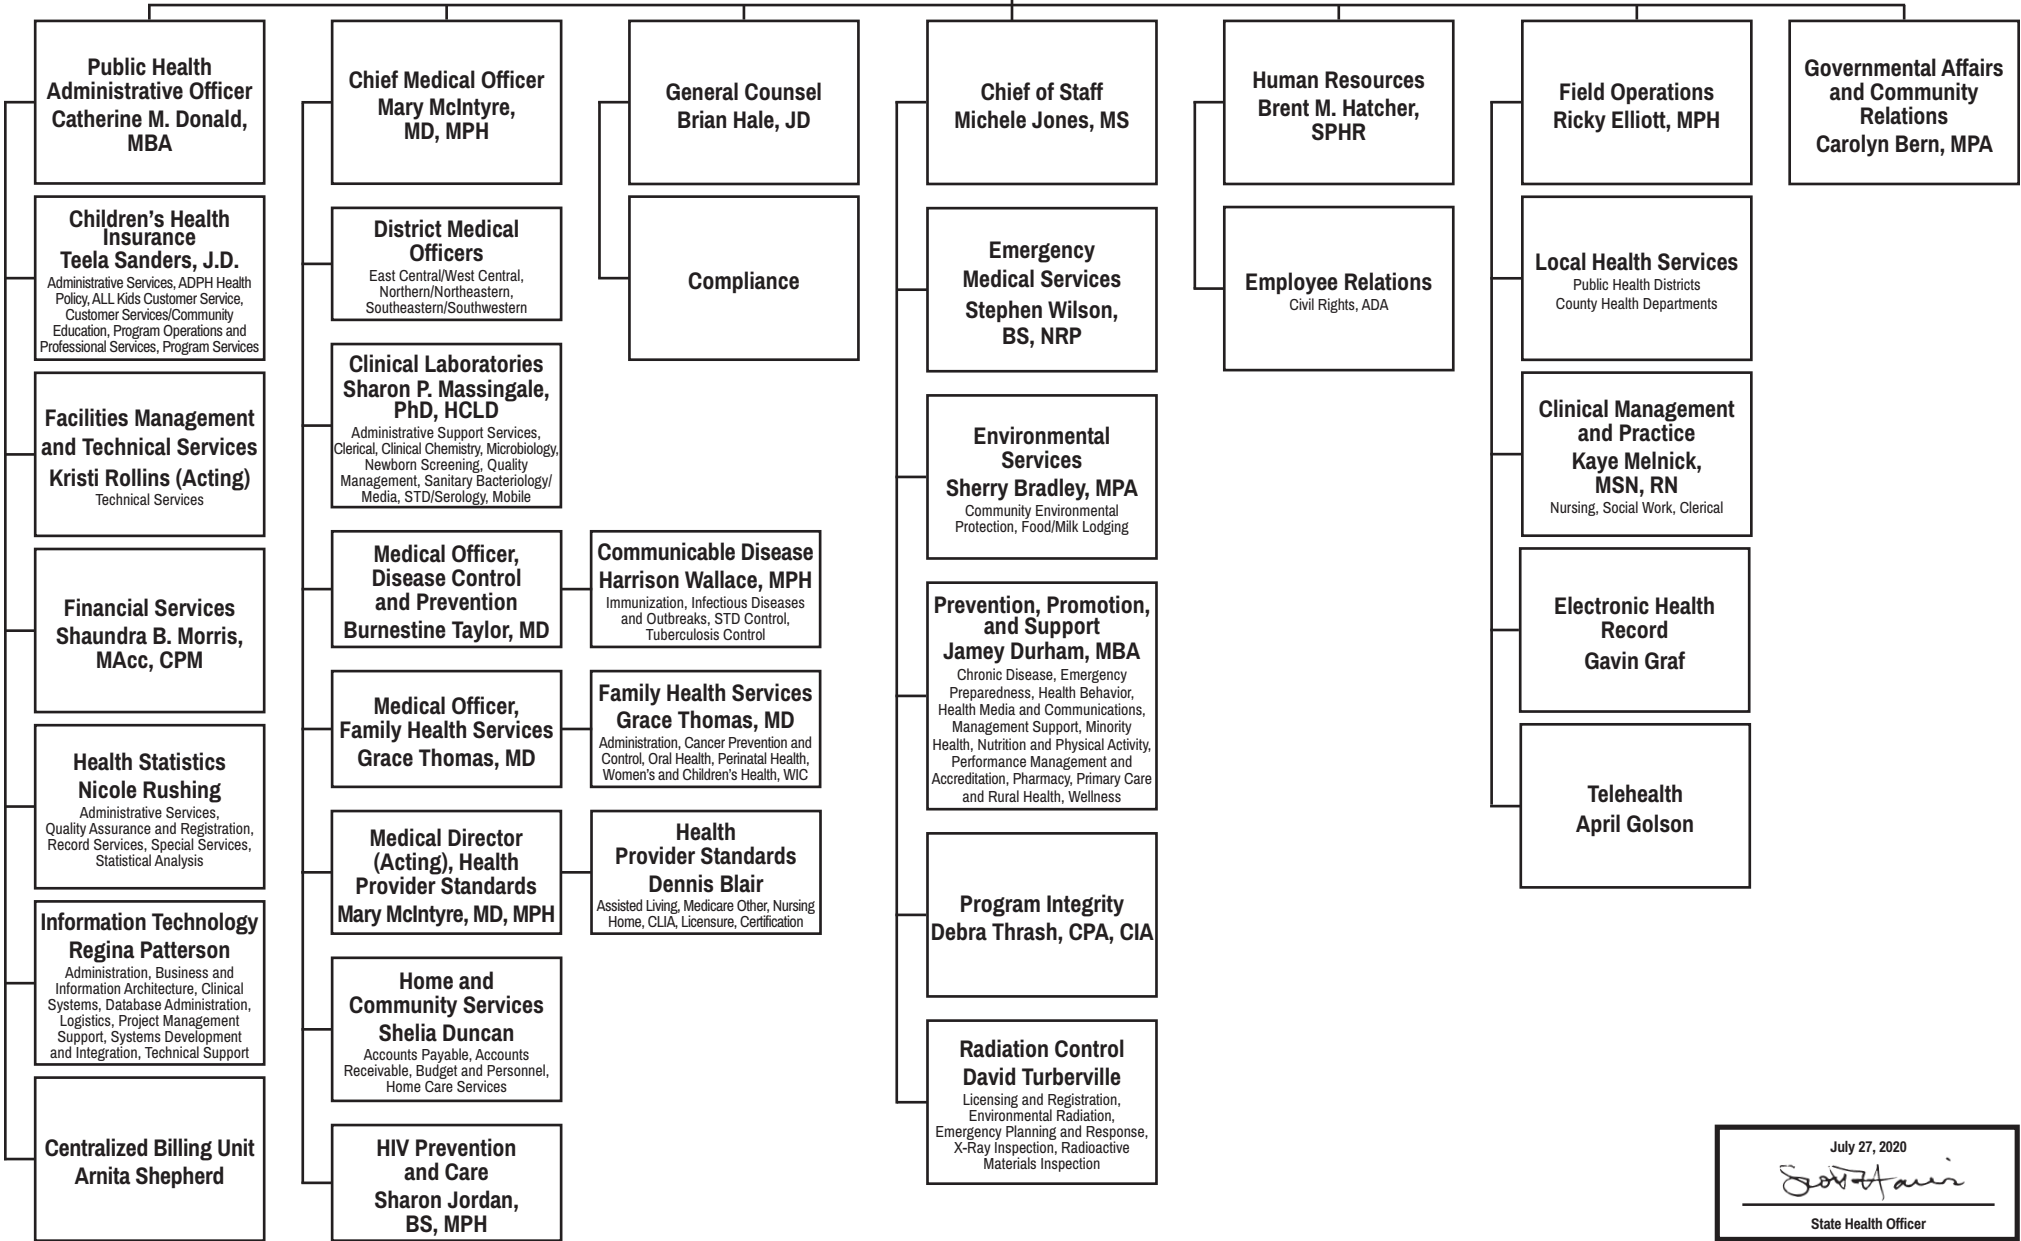 Public Health
Administrative Officer
Catherine M. Donald,
MBA
Children’s Health
Insurance
Teela Sanders, J.D.
Administrative Services, ADPH Health
Policy, ALL Kids Customer Service,
Customer Services/Community
Education, Program Operations and
Professional Services, Program Services
Facilities Management
and Technical Services
Kristi Rollins (Acting)
Technical Services
Financial Services
Shaundra B. Morris,
MAcc, CPM
Health Statistics
Nicole Rushing
Administrative Services,
Quality Assurance and Registration,
Record Services, Special Services,
Statistical Analysis
Information Technology
Regina Patterson
Administration, Business and
Information Architecture, Clinical
Systems, Database Administration,
Logistics, Project Management
Support, Systems Development
and Integration, Technical Support
Centralized Billing Unit
Arnita Shepherd
Chief Medical Officer
Mary McIntyre,
MD, MPH
District Medical
Officers
East Central/West Central,
Northern/Northeastern,
Southeastern/Southwestern
Clinical Laboratories
Sharon P. Massingale,
PhD, HCLD
Administrative Support Services,
Clerical, Clinical Chemistry, Microbiology,
Newborn Screening, Quality
Management, Sanitary Bacteriology/
Media, STD/Serology, Mobile
Medical Officer,
Disease Control
and Prevention
Burnestine Taylor, MD
Communicable Disease
Harrison Wallace, MPH
Immunization, Infectious Diseases
and Outbreaks, STD Control,
Tuberculosis Control
Medical Officer,
Family Health Services
Grace Thomas, MD
Family Health Services
Grace Thomas, MD
Administration, Cancer Prevention and
Control, Oral Health, Perinatal Health,
Women’s and Children’s Health, WIC
Medical Director
(Acting), Health
Provider Standards
Mary McIntyre, MD, MPH
Health
Provider Standards
Dennis Blair
Assisted Living, Medicare Other, Nursing
Home, CLIA, Licensure, Certification
Home and
Community Services
Shelia Duncan
Accounts Payable, Accounts
Receivable, Budget and Personnel,
Home Care Services
HIV Prevention
and Care
Sharon Jordan,
BS, MPH
General Counsel
Brian Hale, JD
Compliance
Chief of Staff
Michele Jones, MS
Emergency
Medical Services
Stephen Wilson,
BS, NRP
Environmental
Services
Sherry Bradley, MPA
Community Environmental
Protection, Food/Milk Lodging
Prevention, Promotion,
and Support
Jamey Durham, MBA
Chronic Disease, Emergency
Preparedness, Health Behavior,
Health Media and Communications,
Management Support, Minority
Health, Nutrition and Physical Activity,
Performance Management and
Accreditation, Pharmacy, Primary Care
and Rural Health, Wellness
Program Integrity
Debra Thrash, CPA, CIA
Radiation Control
David Turberville
Licensing and Registration,
Environmental Radiation,
Emergency Planning and Response,
X-Ray Inspection, Radioactive
Materials Inspection
Human Resources
Brent M. Hatcher,
SPHR
Employee Relations
Civil Rights, ADA
Field Operations
Ricky Elliott, MPH
Local Health Services
Public Health Districts
County Health Departments
Clinical Management
and Practice
Kaye Melnick,
MSN, RN
Nursing, Social Work, Clerical
Electronic Health
Record
Gavin Graf
Telehealth
April Golson
Governmental Affairs
and Community
Relations
Carolyn Bern, MPA
July 27, 2020
Scott Harris
State Health Officer